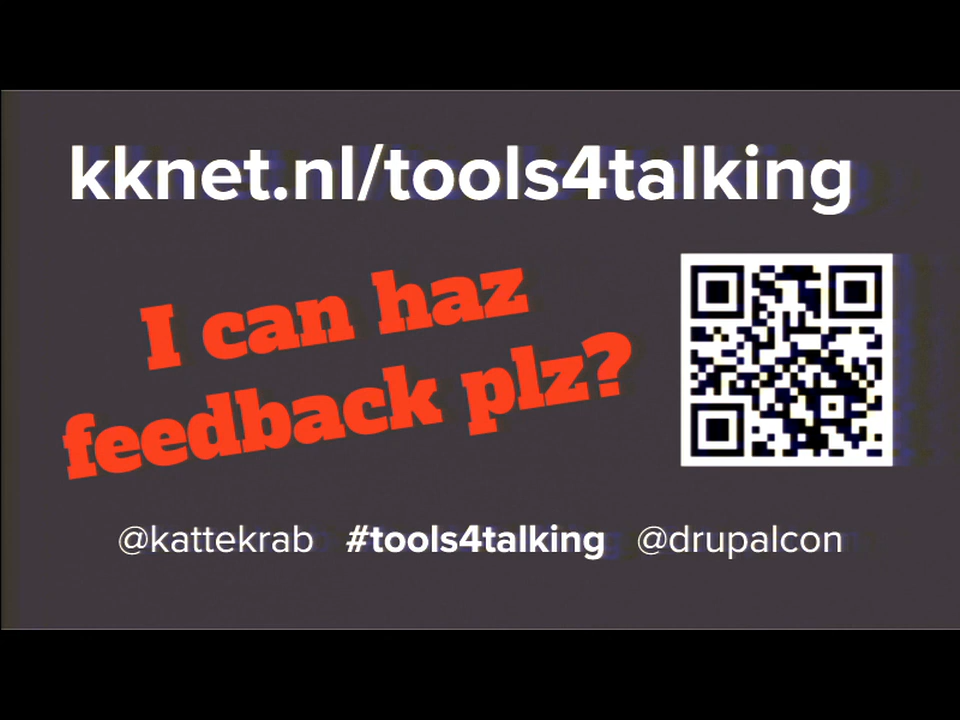 kknet.nl/tools4talking
I can haz
feedback plz?
@kattekrab #tools4talking @drupalcon